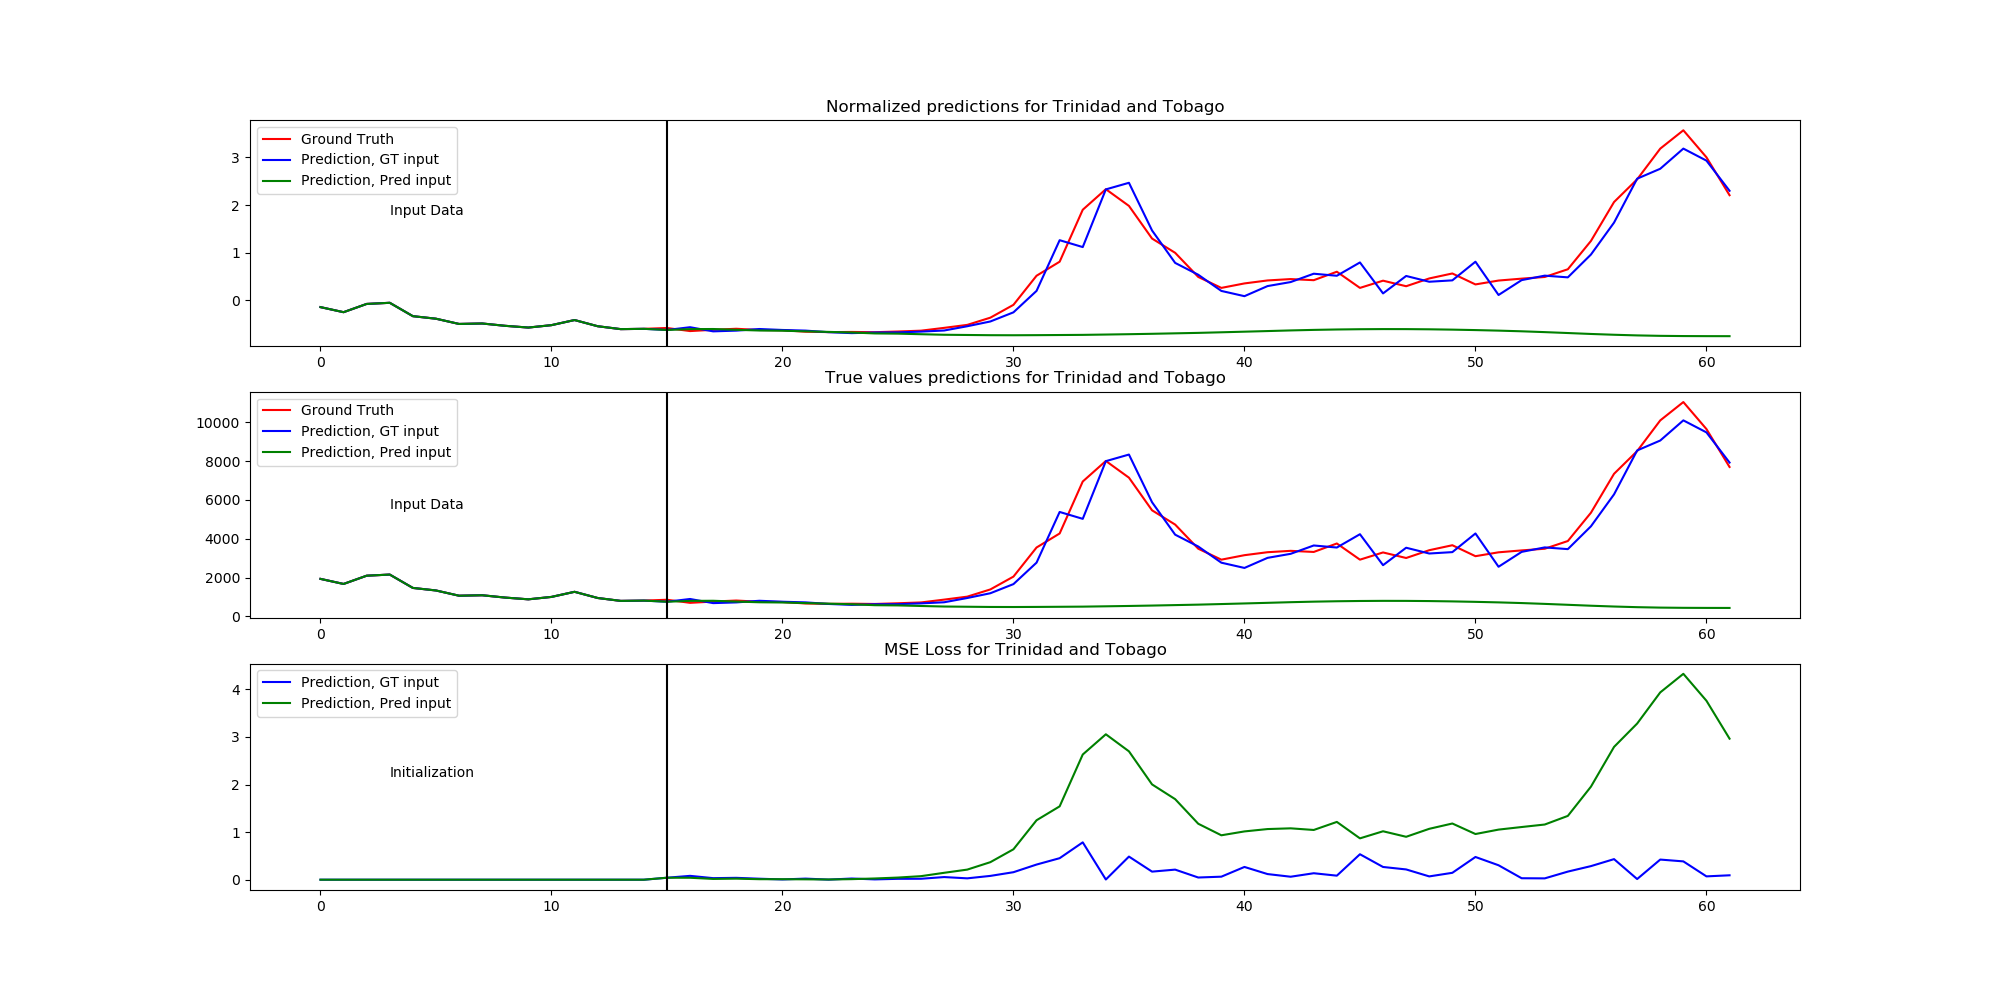 Normalized predictions for Trinidad and Tobago
Ground Truth
Prediction, GT input
Prediction, Pred input
Input Data
3
2
1
0
0 10 20 30 40 50 60
True values predictions for Trinidad and Tobago
Ground Truth
Prediction, GT input
Prediction, Pred input
Input Data
10000
8000
6000
4000
2000
0
0 10 20 30 40 50 60
MSE Loss for Trinidad and Tobago
Prediction, GT input
Prediction, Pred input
Initialization
4
3
2
1
0
0 10 20 30 40 50 60